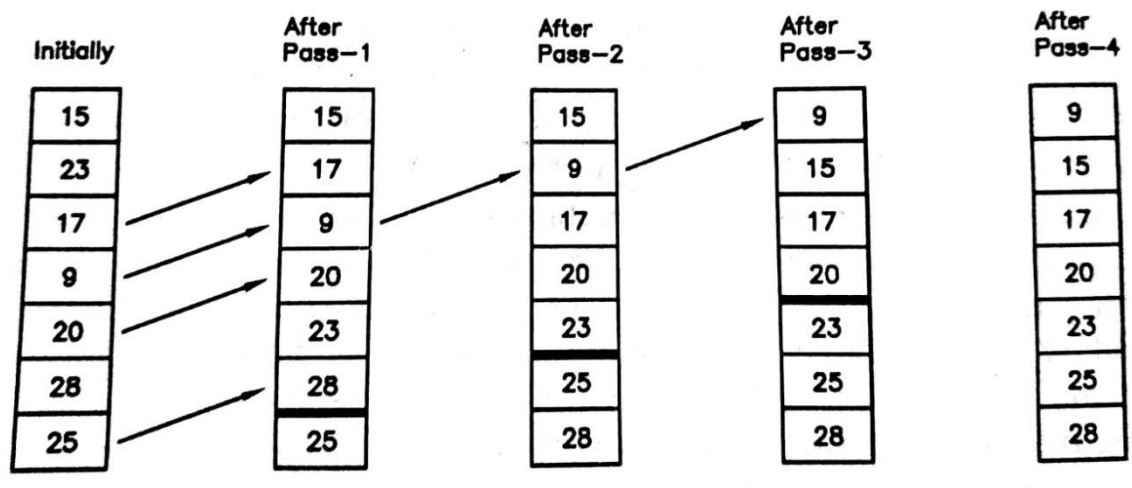 Initially
After
Pass-1
After
Pass-2
After
Pass-3
After
Pass-4
15 15 15 9 9
23 17 9 15 15
17 9 17 17 17
9 20 20 20 20
20 23 23 23 23
28 28 25 25 25
25 25 28 28 28